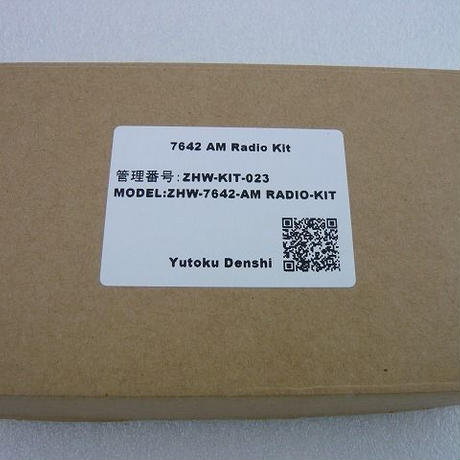 7642 AM Radio Kit
管理番号:ZHW-KIT-023
MODEL:ZHW-7642-AM RADIO-KIT
Yutoku Denshi